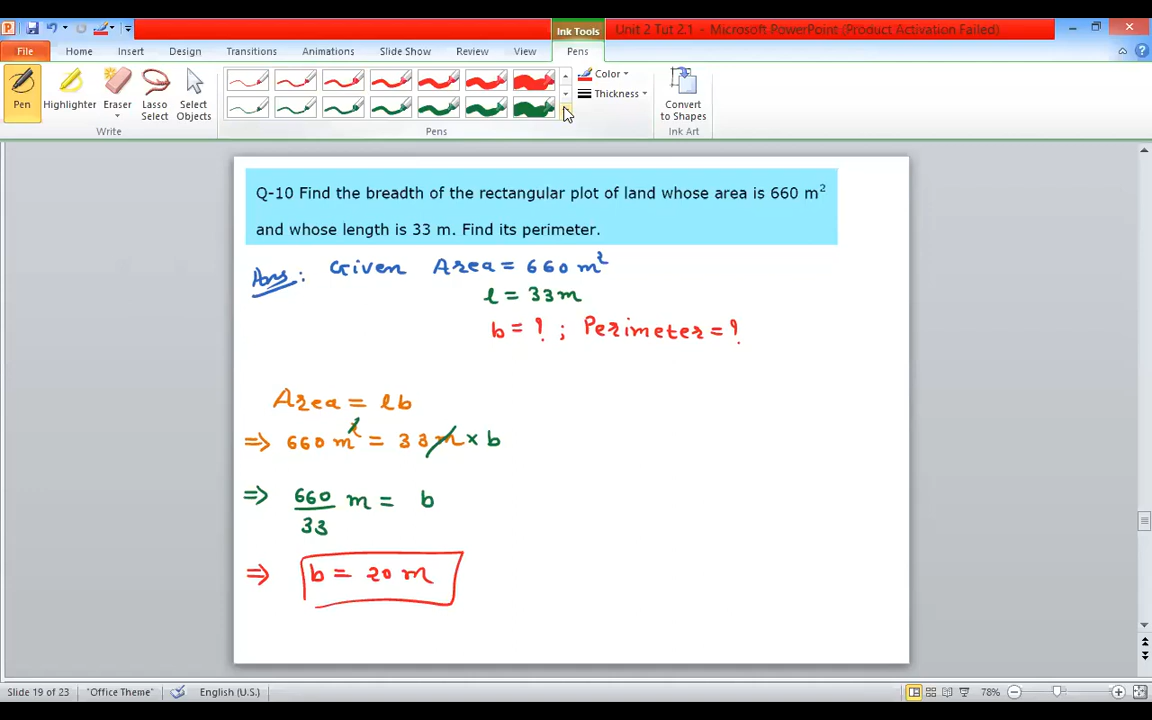 Ink Tools
Unit 2 Tut 2.1 - Microsoft PowerPoint (Product Activation Failed)
File Home Insert Design Transitions Animations Slide Show Review View Pens
Pen Highlighter Eraser Lasso Select Select Objects Color Thickness Convert to Shapes
Write Pens Ink Art
Q-10 Find the breadth of the rectangular plot of land whose area is 660 m²
and whose length is 33 m. Find its perimeter.
Ans: Given Area = 660 m²
l = 33m
b = ? ; Perimeter = ?
Area = lb
⇒ 660 m² = 33 m × b
⇒ 660/33 m = b
⇒ b = 20 m
Slide 19 of 23 "Office Theme" English (U.S.) 78%